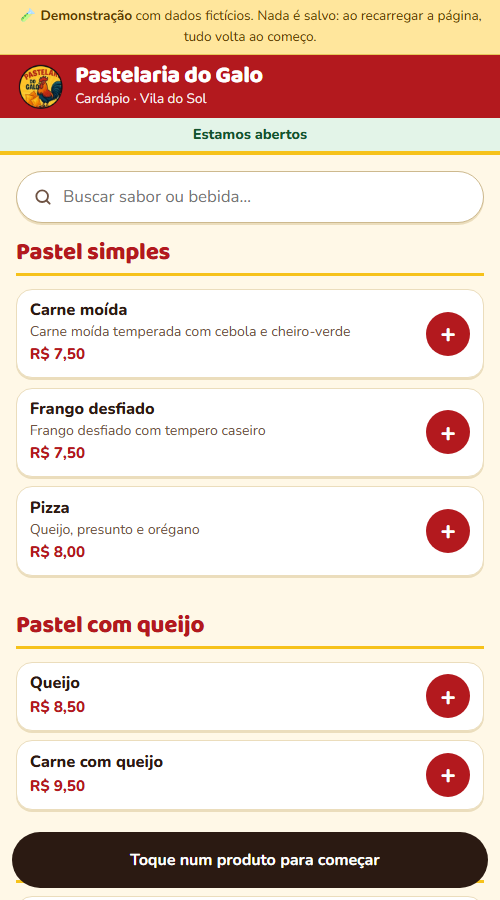 🧪 Demonstração com dados fictícios. Nada é salvo: ao recarregar a página,
tudo volta ao começo.
PASTELARIA
DO
GALO
Pastelaria do Galo
Cardápio · Vila do Sol
Estamos abertos
Buscar sabor ou bebida...
Pastel simples
Carne moída
Carne moída temperada com cebola e cheiro-verde
R$ 7,50
+
Frango desfiado
Frango desfiado com tempero caseiro
R$ 7,50
+
Pizza
Queijo, presunto e orégano
R$ 8,00
+
Pastel com queijo
Queijo
R$ 8,50
+
Carne com queijo
R$ 9,50
+
Toque num produto para começar